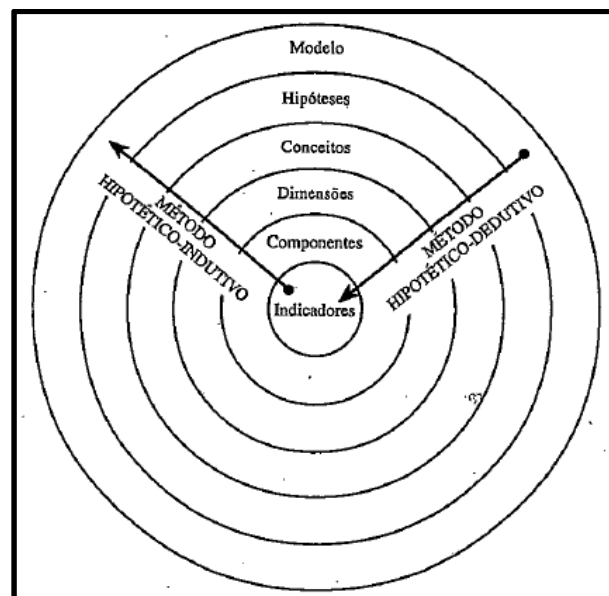 Modelo
Hipóteses
Conceitos
Dimensões
Componentes
Indicadores
MÉTODO
HIPOTÉTICO-INDUTIVO
MÉTODO
HIPOTÉTICO-DEDUTIVO